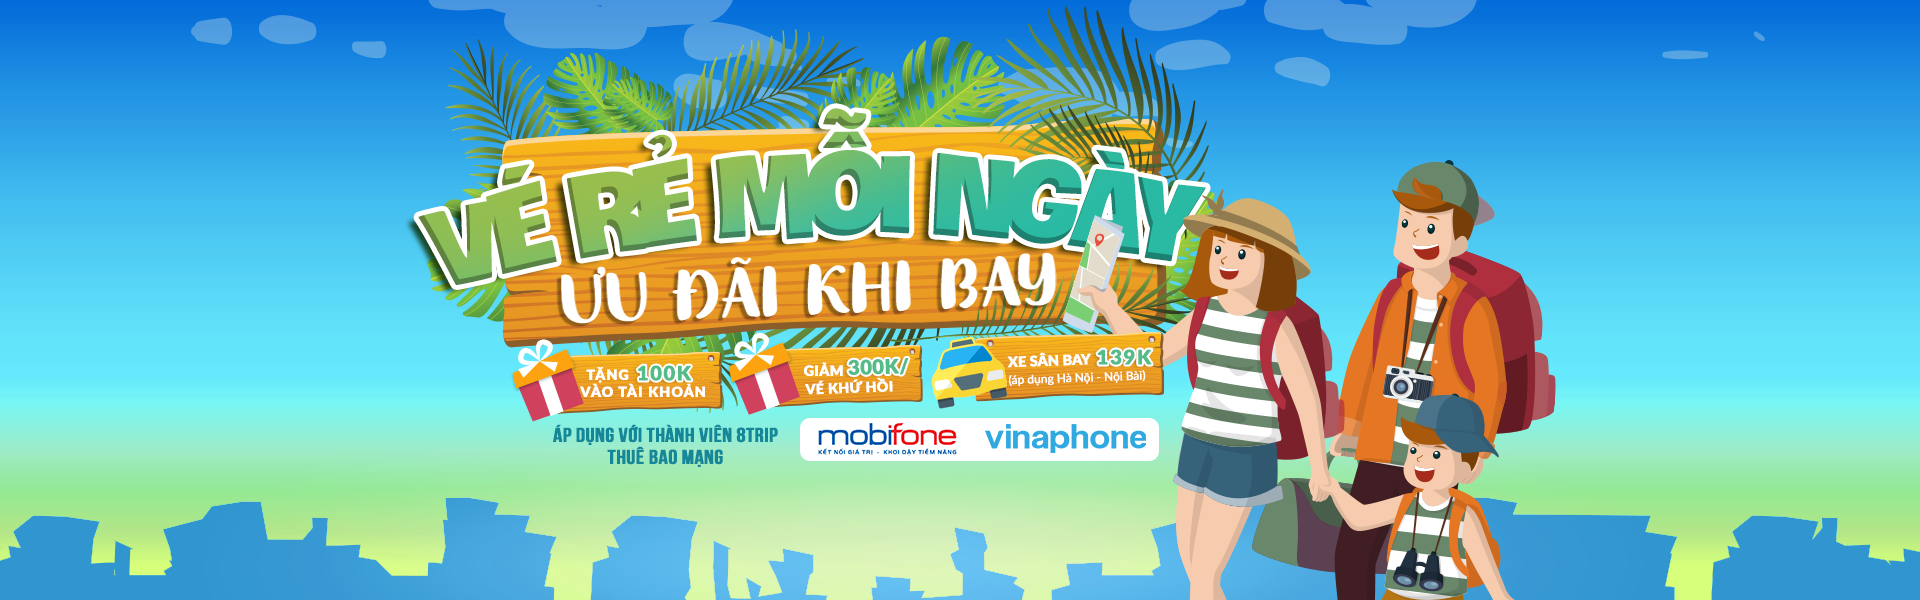 VÉ RẺ MỖI NGÀY
ƯU ĐÃI KHI BAY
TẶNG 100K
VÀO TÀI KHOẢN
GIẢM 300K/
VÉ KHỨ HỒI
XE SÂN BAY 139K
(áp dụng Hà Nội - Nội Bài)
ÁP DỤNG VỚI THÀNH VIÊN 8TRIP
THUÊ BAO MẠNG
mobifone
KẾT NỐI GIÁ TRỊ - KHƠI DẬY TIỀM NĂNG
vinaphone